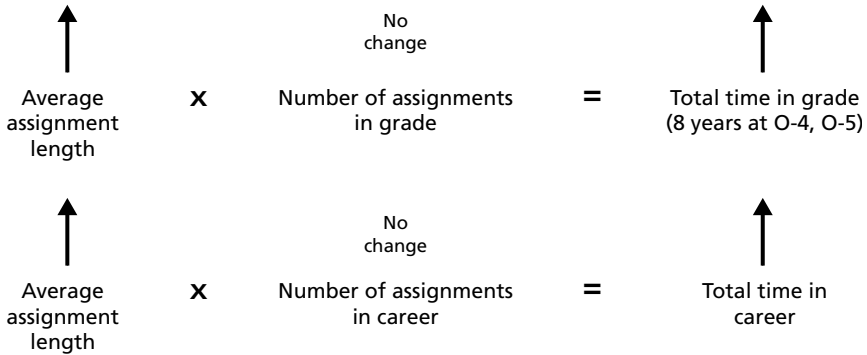 No
change
Average
assignment
length
x
Number of assignments
in grade
=
Total time in grade
(8 years at O-4, O-5)
No
change
Average
assignment
length
x
Number of assignments
in career
=
Total time in
career